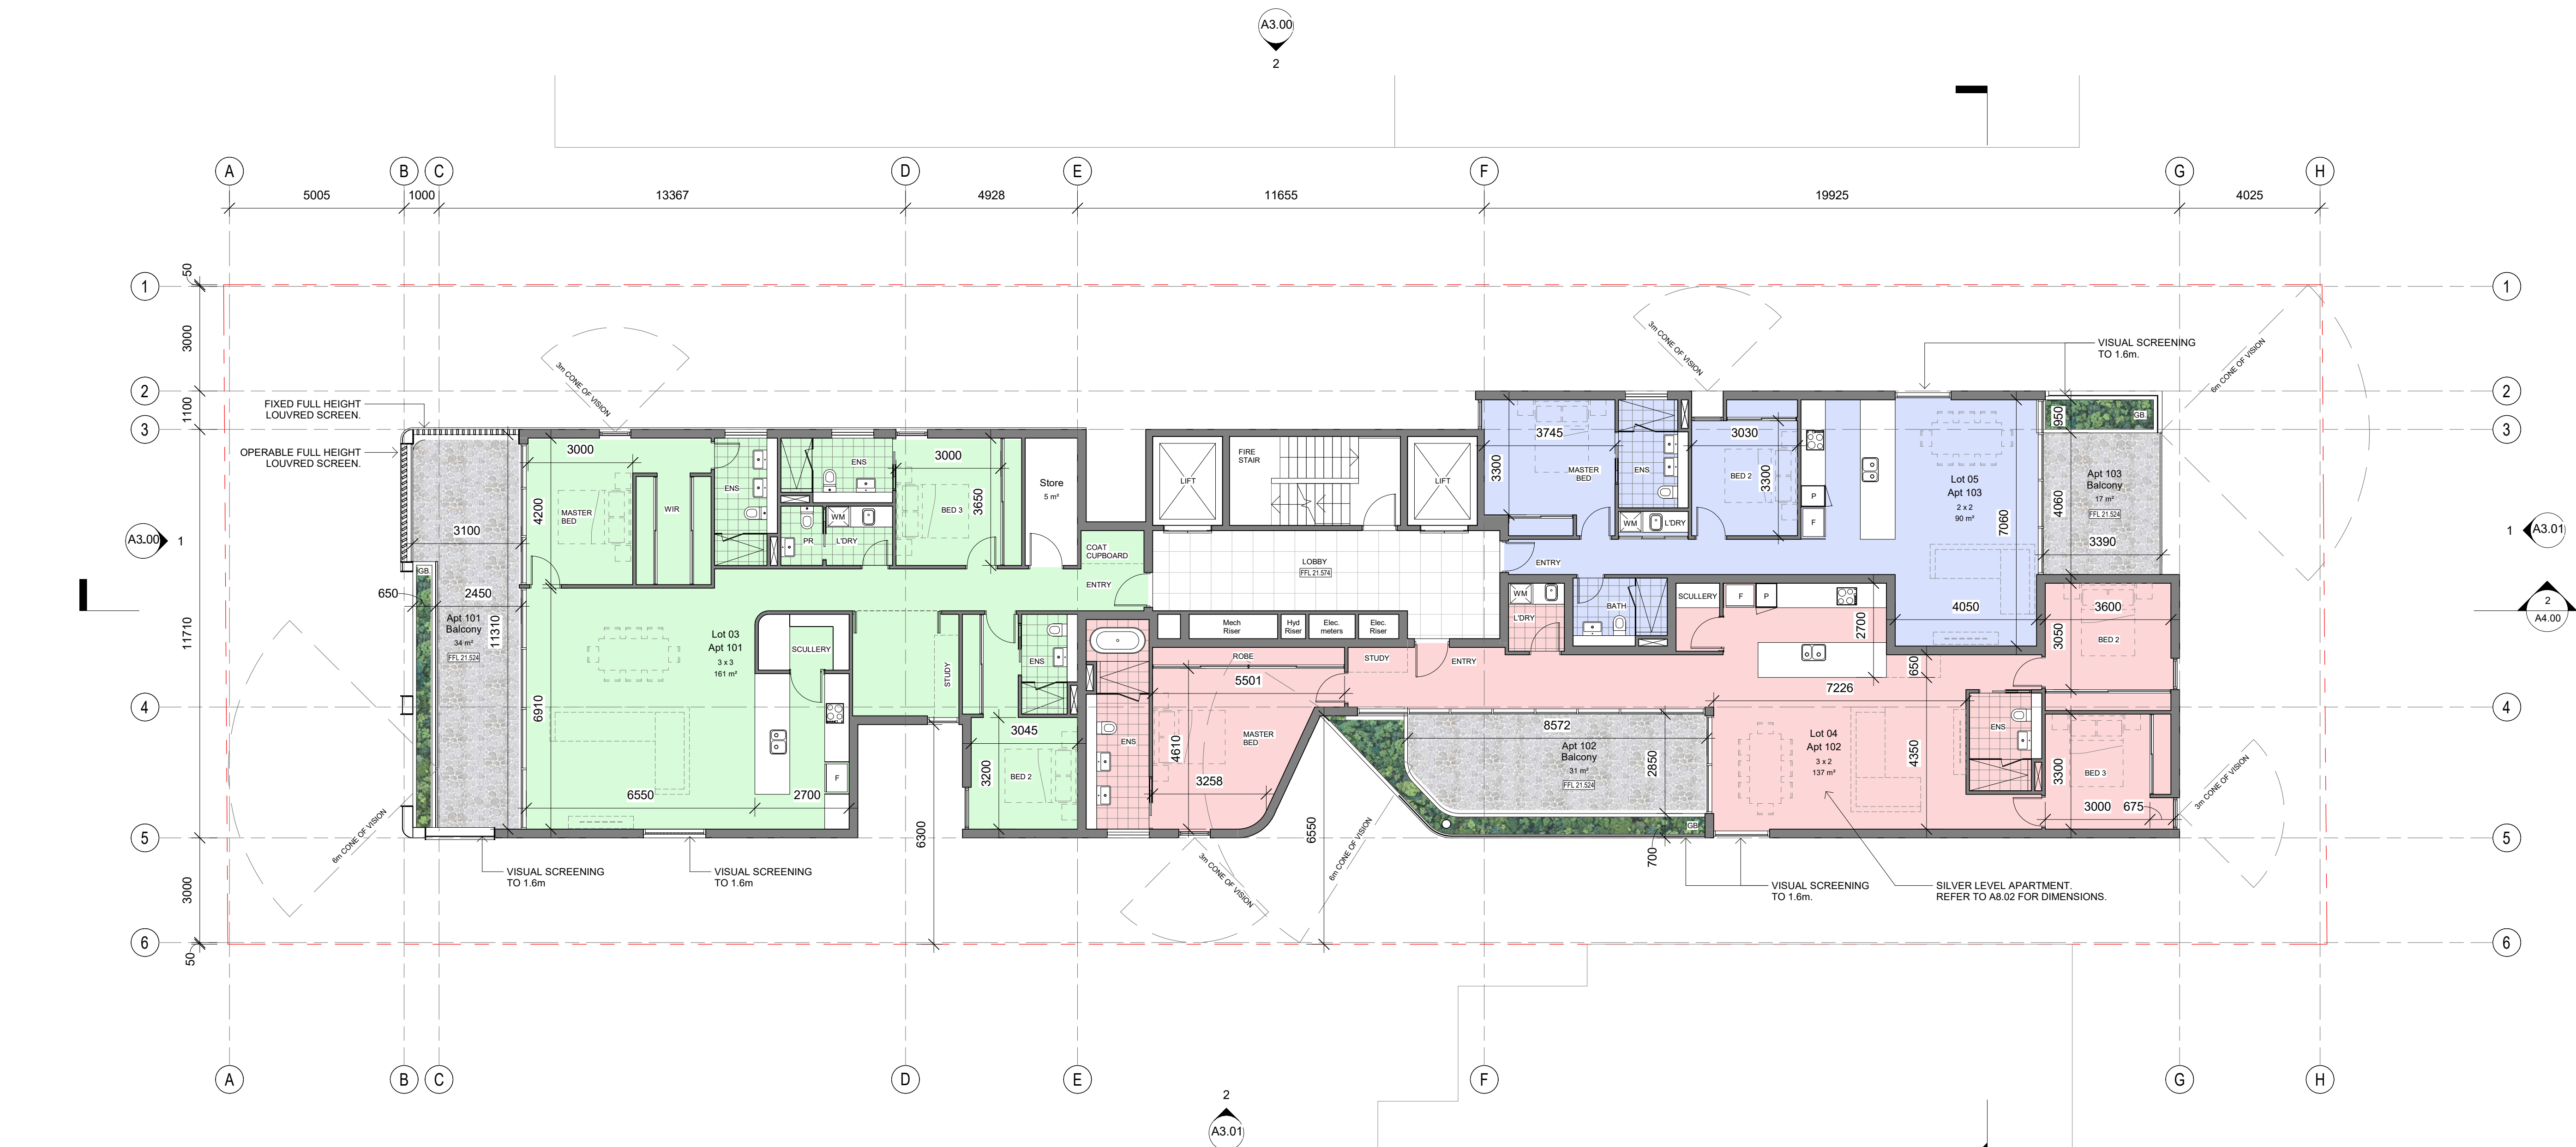 A3.00
2
A
B
C
D
E
F
G
H
5005
1000
13367
4928
11655
19925
4025
50
1
1
3000
3m CONE OF VISION
3m CONE OF VISION
VISUAL SCREENING
TO 1.6m.
6m CONE OF VISION
2
2
1100
FIXED FULL HEIGHT
LOUVRED SCREEN.
3
3
OPERABLE FULL HEIGHT
LOUVRED SCREEN.
A3.00
1
3100
3000
4200
MASTER
BED
WIR
ENS
ENS
PR
WM
L'DRY
3000
3650
BED 3
Store
5 m²
COAT
CUPBOARD
ENTRY
LIFT
FIRE
STAIR
LIFT
LOBBY
FFL 21.574
3745
3300
MASTER
BED
ENS
WM
L'DRY
3030
3300
BED 2
P
F
Lot 05
Apt 103
2 x 2
90 m²
7060
4050
950
GB.
Apt 103
Balcony
17 m²
FFL 21.524
4060
3390
1
A3.01
2
A4.00
ENTRY
GB.
650
2450
Apt 101
Balcony
34 m²
FFL 21.524
11310
11710
6910
Lot 03
Apt 101
3 x 3
161 m²
SCULLERY
STUDY
ENS
F
6550
2700
3045
3200
BED 2
Mech
Riser
Hyd
Riser
Elec.
meters
Elec.
Riser
ROBE
5501
ENS
4610
MASTER
BED
3258
STUDY
ENTRY
WM
L'DRY
BATH
SCULLERY
F
P
2700
650
7226
3600
3050
BED 2
8572
Apt 102
Balcony
31 m²
FFL 21.524
2850
GB
Lot 04
Apt 102
3 x 2
137 m²
4350
ENS
3300
BED 3
3000
675
4
4
5
5
6m CONE OF VISION
3000
VISUAL SCREENING
TO 1.6m
VISUAL SCREENING
TO 1.6m
6300
3m CONE OF VISION
6550
6m CONE OF VISION
700
VISUAL SCREENING
TO 1.6m.
SILVER LEVEL APARTMENT.
REFER TO A8.02 FOR DIMENSIONS.
3m CONE OF VISION
6
6
50
A
B
C
D
E
F
G
H
2
A3.01